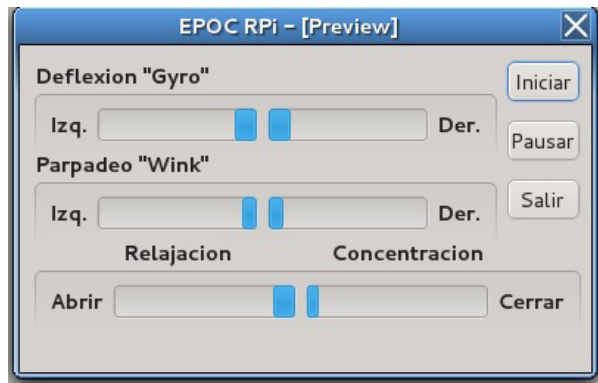 EPOC RPi – [Preview]
Deflexion "Gyro"
Iniciar
Izq. Der.
Pausar
Parpadeo "Wink"
Izq. Der.
Salir
Relajacion Concentracion
Abrir Cerrar